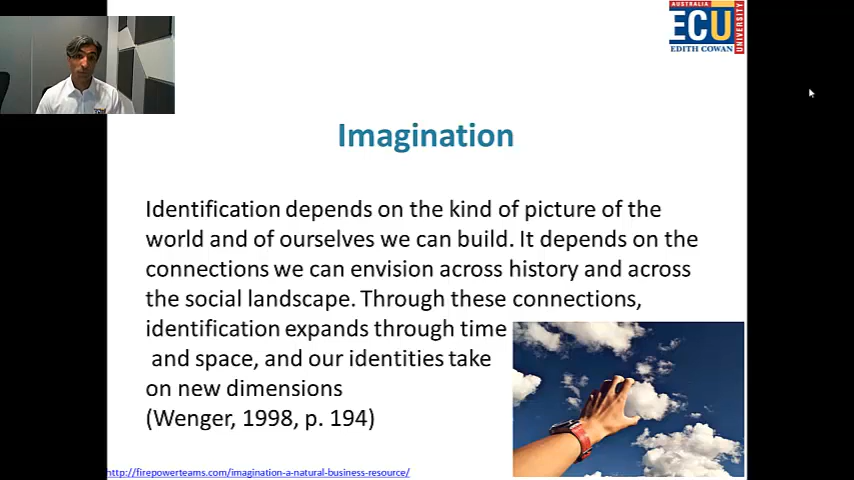 AUSTRALIA
ECU
EDITH COWAN
UNIVERSITY
Imagination
Identification depends on the kind of picture of the
world and of ourselves we can build. It depends on the
connections we can envision across history and across
the social landscape. Through these connections,
identification expands through time
and space, and our identities take
on new dimensions
(Wenger, 1998, p. 194)
http://firepowerteams.com/imagination-a-natural-business-resource/